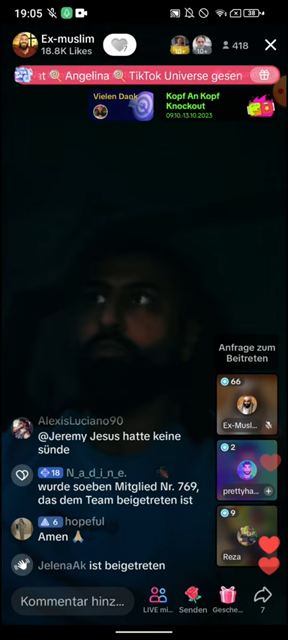 19:05
38
Ex-muslim
18.8K Likes
418
at Angelina TikTok Universe gesen
Vielen Dank
Kopf An Kopf
Knockout
09.10-13.10.2023
Anfrage zum
Beitreten
66
Ex-Musl...
2
prettyha...
9
Reza
AlexisLuciano90
@Jeremy Jesus hatte keine
sünde
18 N_a_d_i_n_e.
wurde soeben Mitglied Nr. 769,
das dem Team beigetreten ist
6 hopeful
Amen 🙏🏼
JelenaAk ist beigetreten
Kommentar hinz...
LIVE mi...
Senden
Gesche...
7